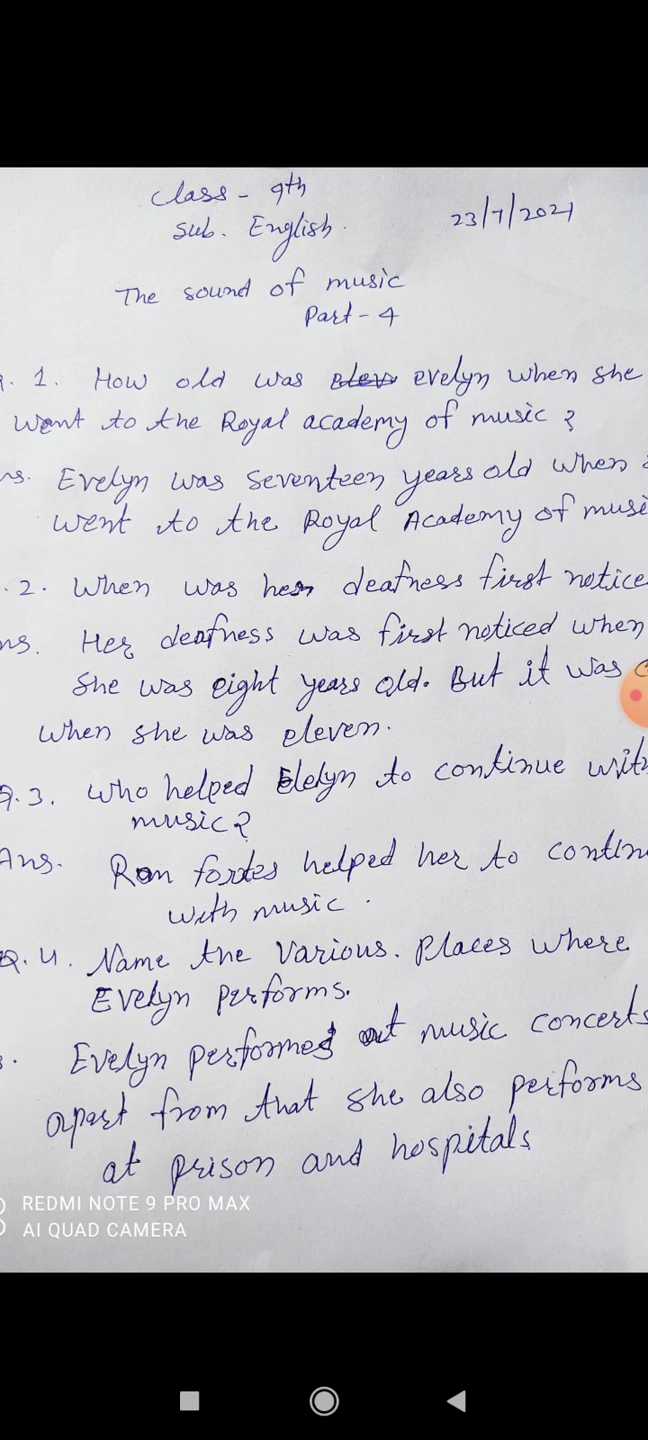 Class - 9th
Sub. English.
23/7/2021
The sound of music
Part - 4
1. How old was evelyn when she
went to the Royal academy of music?
ns. Evelyn was seventeen years old when
went to the Royal Academy of musi
. 2. When was her deafness first notice
ns. Her deafness was first noticed when
She was eight years old. But it was
when she was eleven.
Q. 3. Who helped Elelyn to continue with
music?
Ans. Ron forbes helped her to contin
with music.
Q. 4. Name the various. Places where
Evelyn performs.
s. Evelyn performed at music concerts
apart from that she also performs
at prison and hospitals
REDMI NOTE 9 PRO MAX
AI QUAD CAMERA